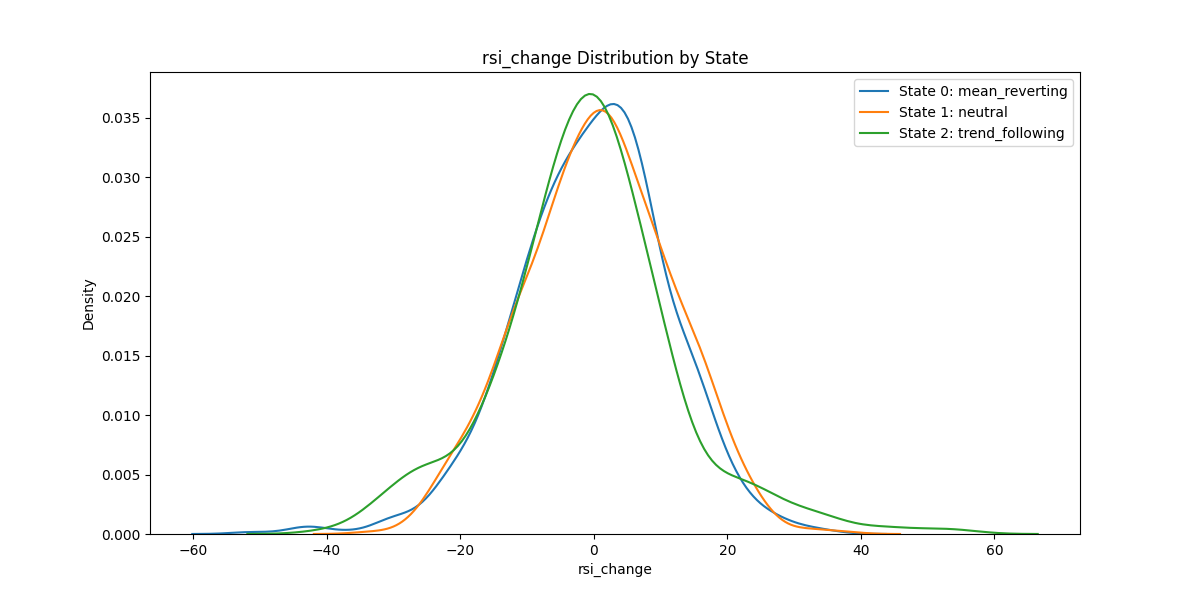 rsi_change Distribution by State
State 0: mean_reverting
State 1: neutral
State 2: trend_following
Density
0.035
0.030
0.025
0.020
0.015
0.010
0.005
0.000
−60 −40 −20 0 20 40 60
rsi_change